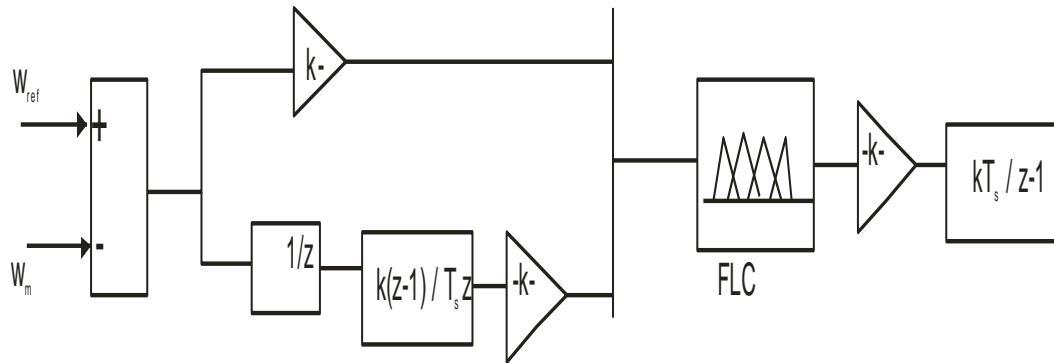 k-
W_ref
+
-k-
kT_s / z-1
-
1/z
W_m
k(z-1) / T_s z
-k-
FLC